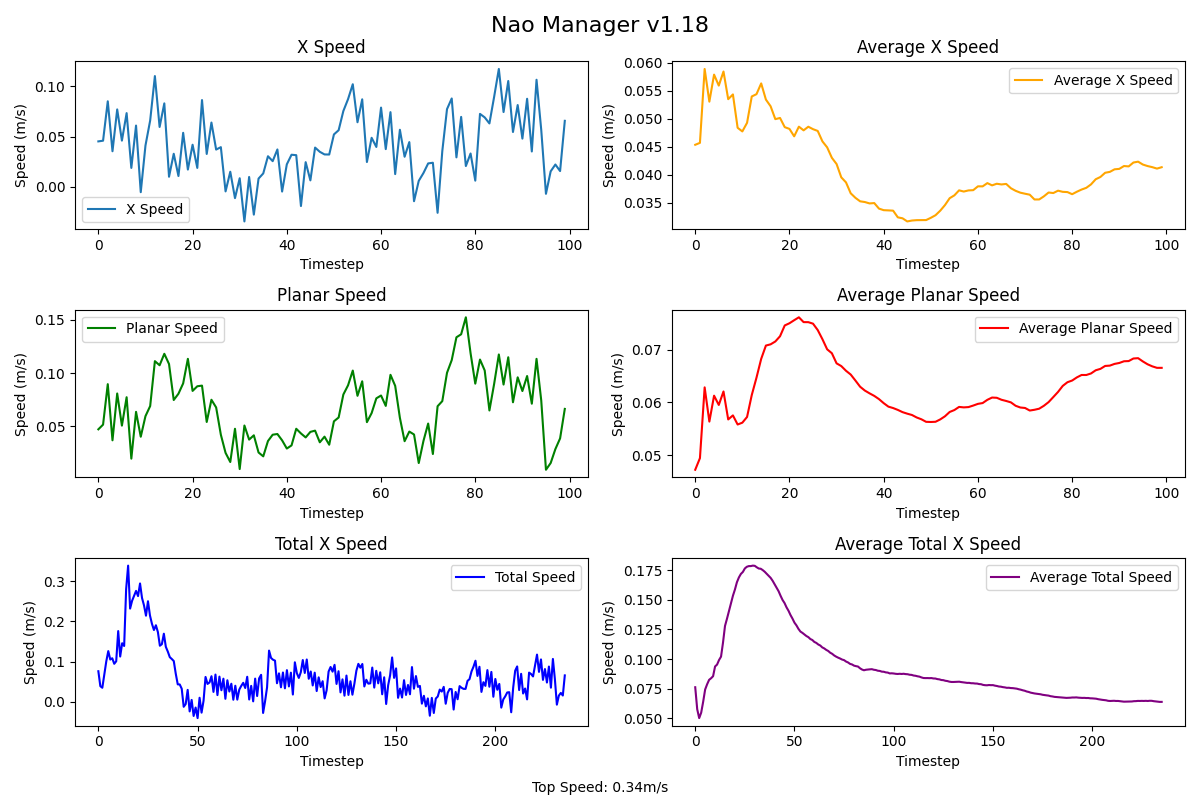 Nao Manager v1.18
X Speed
Speed (m/s)
0.10
0.05
0.00
X Speed
0 20 40 60 80 100
Timestep
Average X Speed
Speed (m/s)
0.060
0.055
0.050
0.045
0.040
0.035
Average X Speed
0 20 40 60 80 100
Timestep
Planar Speed
Speed (m/s)
0.15
0.10
0.05
Planar Speed
0 20 40 60 80 100
Timestep
Average Planar Speed
Speed (m/s)
0.07
0.06
0.05
Average Planar Speed
0 20 40 60 80 100
Timestep
Total X Speed
Speed (m/s)
0.3
0.2
0.1
0.0
Total Speed
0 50 100 150 200
Timestep
Average Total X Speed
Speed (m/s)
0.175
0.150
0.125
0.100
0.075
0.050
Average Total Speed
0 50 100 150 200
Timestep
Top Speed: 0.34m/s